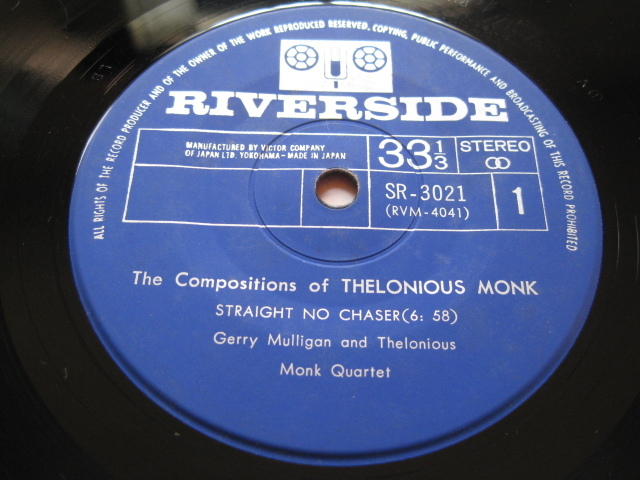 ALL RIGHTS OF THE RECORD PRODUCER AND OF THE OWNER OF THE WORK REPRODUCED RESERVED. COPYING, PUBLIC PERFORMANCE AND BROADCASTING OF THIS RECORD PROHIBITED
RIVERSIDE
MANUFACTURED BY VICTOR COMPANY
OF JAPAN LTD. YOKOHAMA-MADE IN JAPAN
33 1/3
STEREO
SR-3021
(RVM-4041)
1
The Compositions of THELONIOUS MONK
STRAIGHT NO CHASER(6: 58)
Gerry Mulligan and Thelonious
Monk Quartet